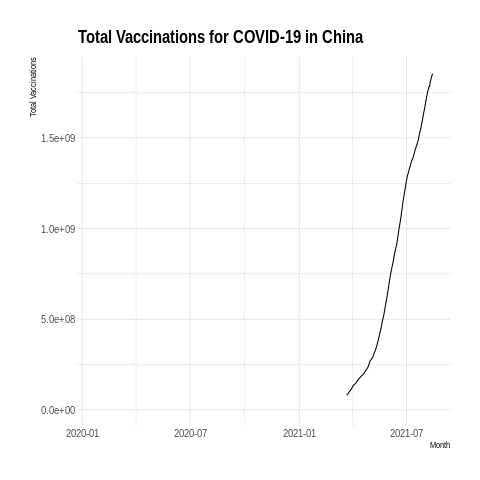 Total Vaccinations for COVID-19 in China
Total Vaccinations
1.5e+09
1.0e+09
5.0e+08
0.0e+00
2020-01 2020-07 2021-01 2021-07
Month